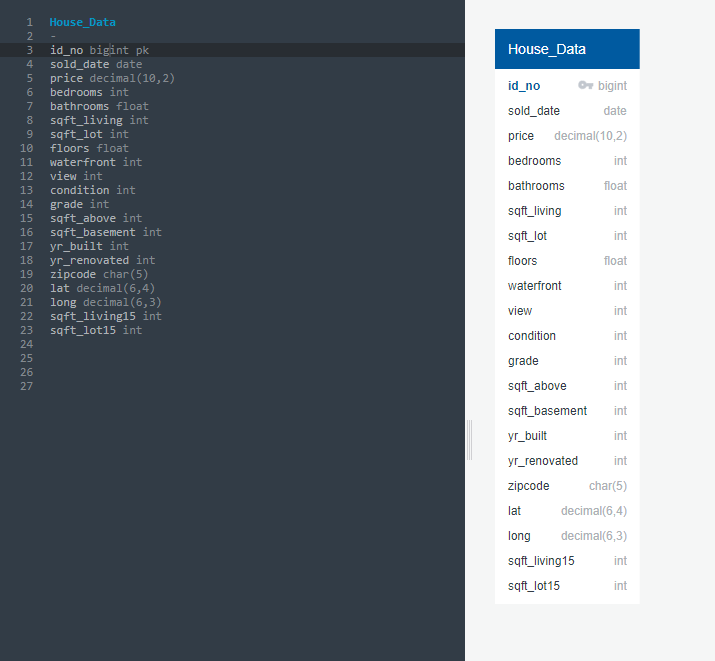 1 House_Data
2 -
3 id_no bigint pk
4 sold_date date
5 price decimal(10,2)
6 bedrooms int
7 bathrooms float
8 sqft_living int
9 sqft_lot int
10 floors float
11 waterfront int
12 view int
13 condition int
14 grade int
15 sqft_above int
16 sqft_basement int
17 yr_built int
18 yr_renovated int
19 zipcode char(5)
20 lat decimal(6,4)
21 long decimal(6,3)
22 sqft_living15 int
23 sqft_lot15 int
24
25
26
27
House_Data
id_no bigint
sold_date date
price decimal(10,2)
bedrooms int
bathrooms float
sqft_living int
sqft_lot int
floors float
waterfront int
view int
condition int
grade int
sqft_above int
sqft_basement int
yr_built int
yr_renovated int
zipcode char(5)
lat decimal(6,4)
long decimal(6,3)
sqft_living15 int
sqft_lot15 int